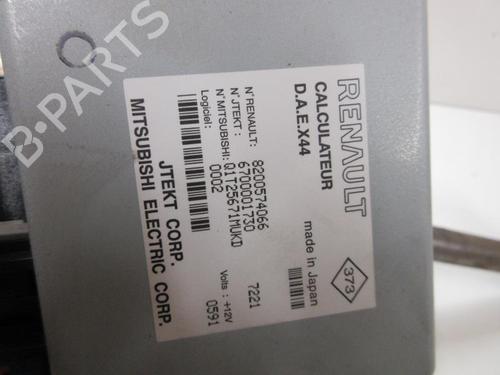 B-PARTS
RENAULT
CALCULATEUR
D.A.E.X44
made in Japan
373
N°RENAULT: 8200574066
N°JTEKT: 6700001730 7221
N°MITSUBISHI: Q1T25671MUKD
Logiciel: 0002 Volts: +12V 0591
JTEKT CORP.
MITSUBISHI ELECTRIC CORP.